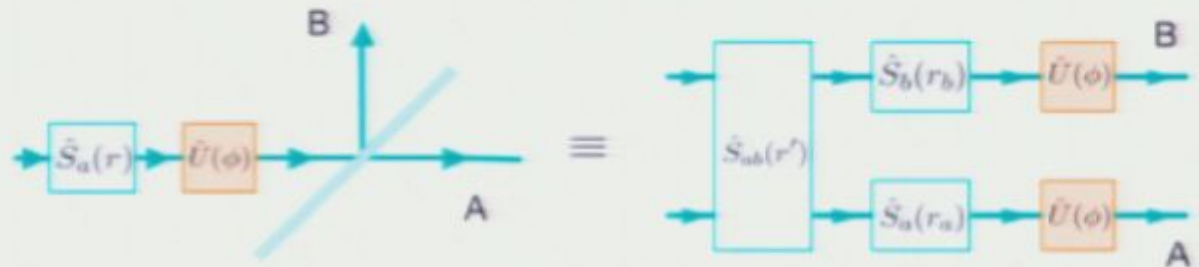 B
Ŝₐ(r) Û(ϕ)
A
≡
Ŝₐb(r′)
Ŝb(rb) Û(ϕ)
B
Ŝₐ(rₐ) Û(ϕ)
A